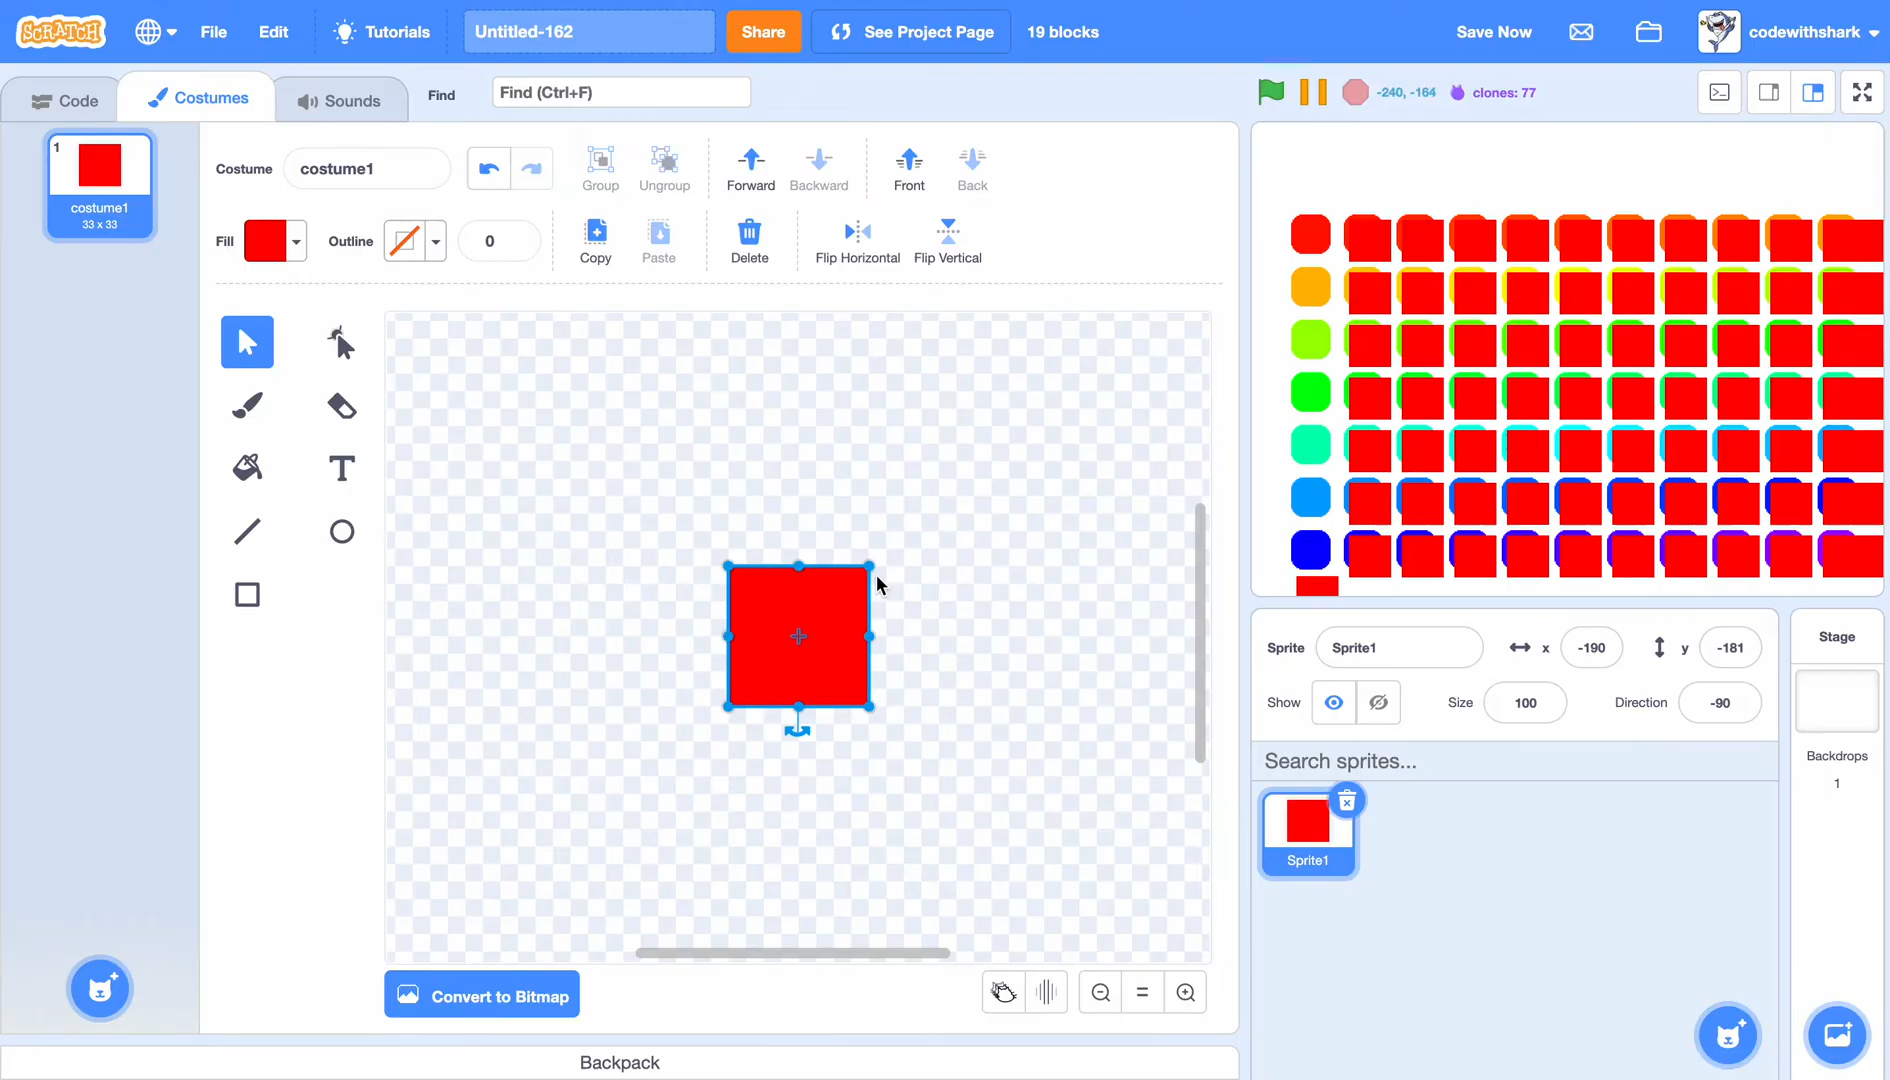 SCRATCH
File
Edit
Tutorials
Untitled-162
Share
See Project Page
19 blocks
Save Now
codewithshark
Code
Costumes
Sounds
Find
Find (Ctrl+F)
-240, -164
clones: 77
1
costume1
33 x 33
Costume
costume1
Group
Ungroup
Forward
Backward
Front
Back
Fill
Outline
0
Copy
Paste
Delete
Flip Horizontal
Flip Vertical
T
Convert to Bitmap
Backpack
Sprite
Sprite1
x
-190
y
-181
Show
Size
100
Direction
-90
Search sprites...
Sprite1
Stage
Backdrops
1